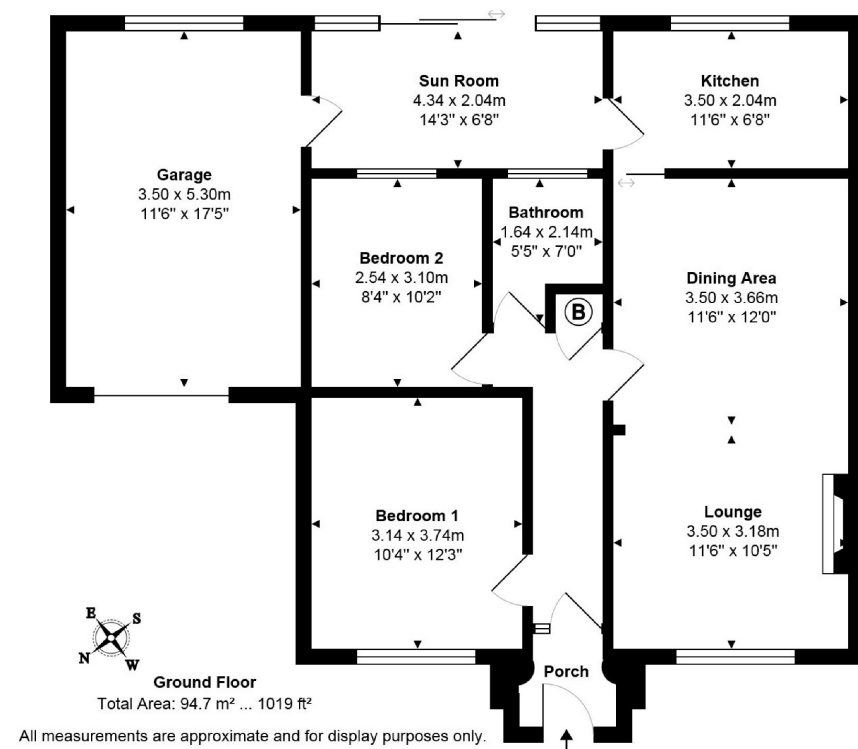 Sun Room
4.34 x 2.04m
14'3" x 6'8"
Kitchen
3.50 x 2.04m
11'6" x 6'8"
Garage
3.50 x 5.30m
11'6" x 17'5"
Bedroom 2
2.54 x 3.10m
8'4" x 10'2"
Bathroom
1.64 x 2.14m
5'5" x 7'0"
B
Dining Area
3.50 x 3.66m
11'6" x 12'0"
Bedroom 1
3.14 x 3.74m
10'4" x 12'3"
Lounge
3.50 x 3.18m
11'6" x 10'5"
E
S
N
W
Porch
Ground Floor
Total Area: 94.7 m² ... 1019 ft²
All measurements are approximate and for display purposes only.